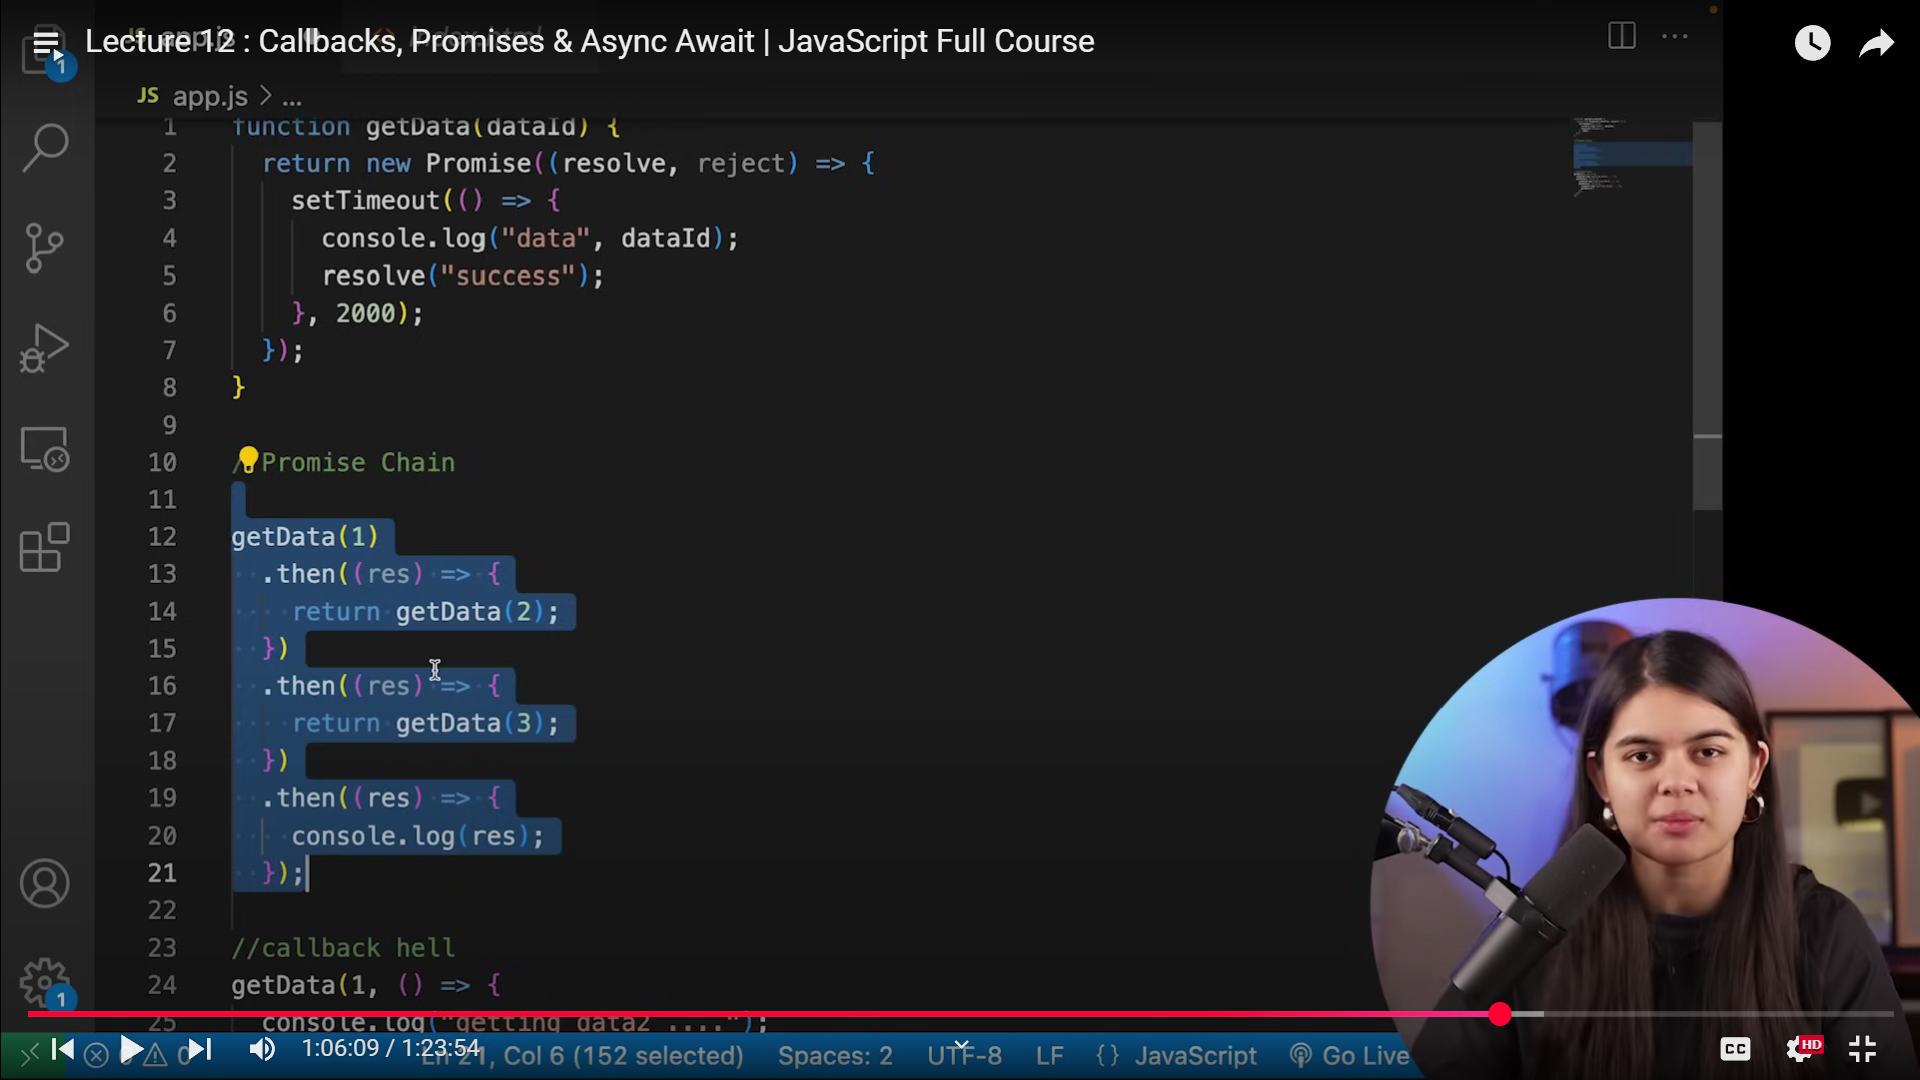 Lecture 12 : Callbacks, Promises & Async Await | JavaScript Full Course
1
JS app.js > ...
1 function getData(dataId) {
2 return new Promise((resolve, reject) => {
3 setTimeout(() => {
4 console.log("data", dataId);
5 resolve("success");
6 }, 2000);
7 });
8 }
9
10 / Promise Chain
11
12 getData(1)
13 .then((res) => {
14 return getData(2);
15 })
16 .then((res) => {
17 return getData(3);
18 })
19 .then((res) => {
20 console.log(res);
21 });
22
23 //callback hell
24 getData(1, () => {
25 console.log("getting data2 ....");
1
1:06:09 / 1:23:54
Ln 21, Col 6 (152 selected) Spaces: 2 UTF-8 LF {} JavaScript Go Live
CC HD